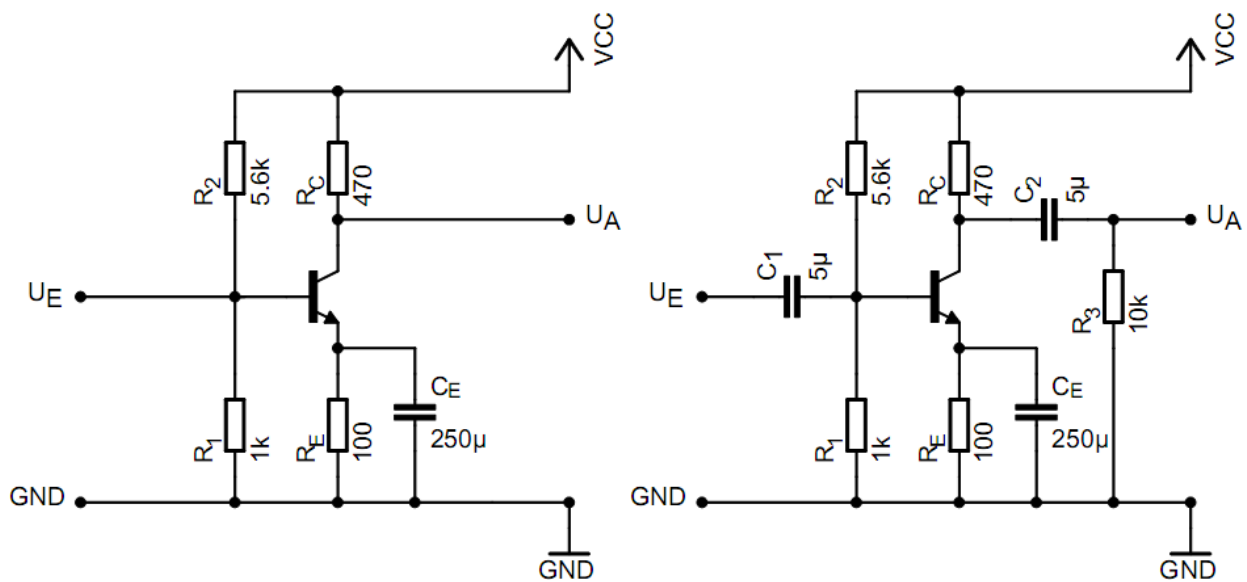 VCC
R2
5.6k
RC
470
UA
UE
R1
1k
RE
100
CE
250µ
GND
GND
VCC
R2
5.6k
RC
470
C2
5µ
UA
C1
5µ
UE
R3
10k
R1
1k
RE
100
CE
250µ
GND
GND